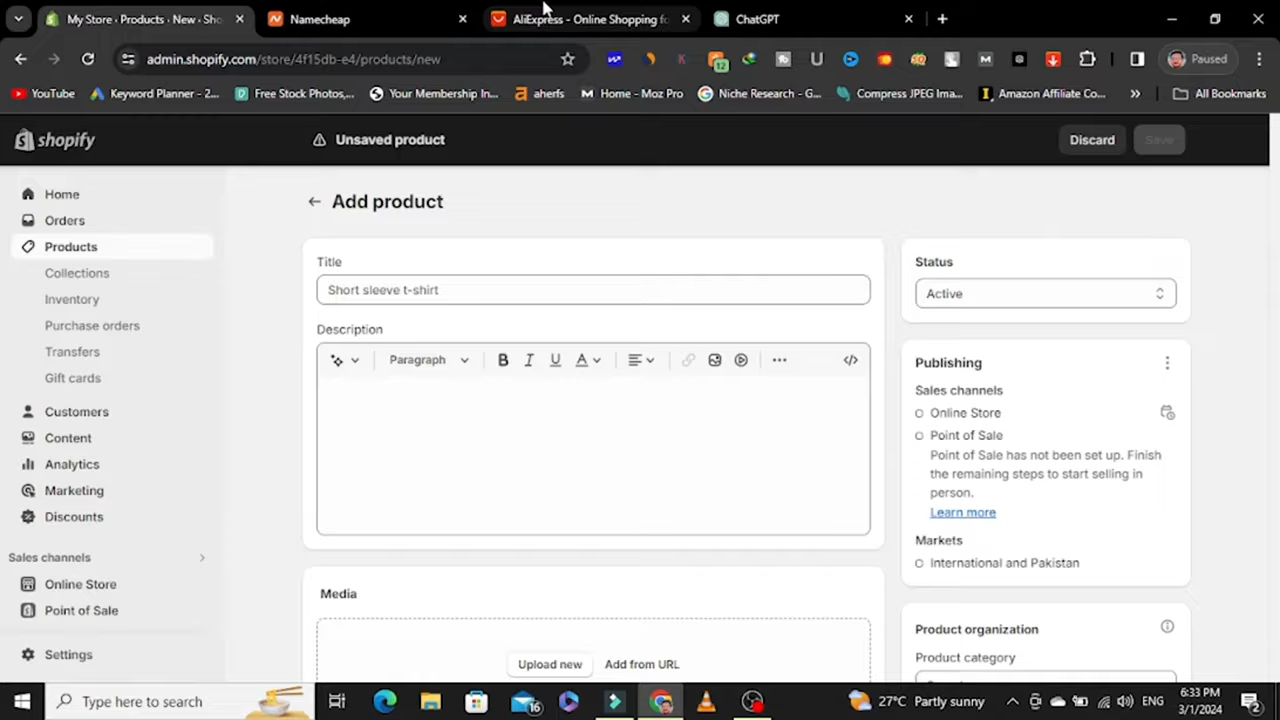 My Store · Products · New · Sho
Namecheap
AliExpress - Online Shopping fo
ChatGPT
admin.shopify.com/store/4f15db-e4/products/new
12
Paused
YouTube
Keyword Planner - 2...
Free Stock Photos,...
Your Membership In...
aherfs
Home - Moz Pro
Niche Research - G...
Compress JPEG Ima...
Amazon Affiliate Co...
All Bookmarks
shopify
Unsaved product
Discard
Save
Home
Orders
Products
Collections
Inventory
Purchase orders
Transfers
Gift cards
Customers
Content
Analytics
Marketing
Discounts
Sales channels
Online Store
Point of Sale
Settings
Add product
Title
Short sleeve t-shirt
Description
Paragraph
B I U A
Media
Upload new
Add from URL
Status
Active
Publishing
Sales channels
Online Store
Point of Sale
Point of Sale has not been set up. Finish
the remaining steps to start selling in
person.
Learn more
Markets
International and Pakistan
Product organization
Product category
Type here to search
16
27°C Partly sunny
ENG
6:33 PM
3/1/2024
2